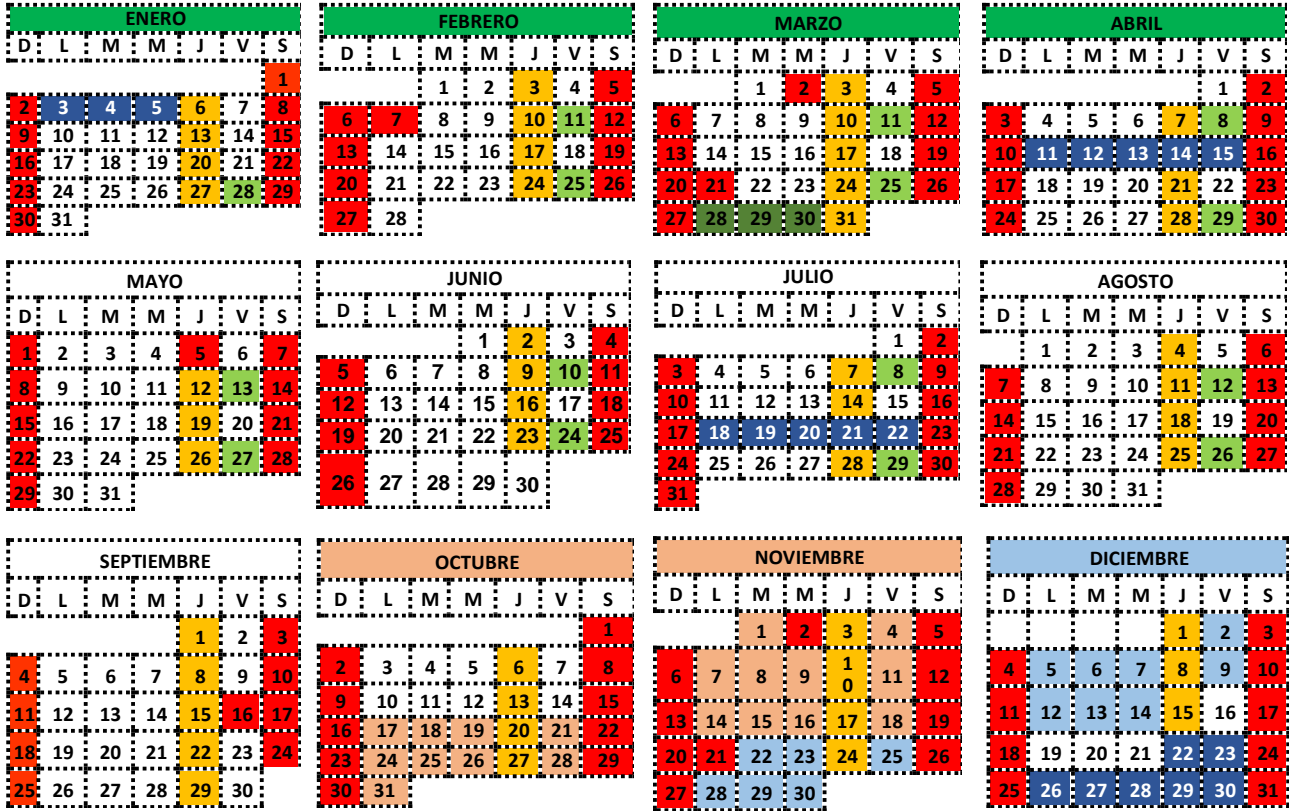 ENERO
D L M M J V S
1
2 3 4 5 6 7 8
9 10 11 12 13 14 15
16 17 18 19 20 21 22
23 24 25 26 27 28 29
30 31
FEBRERO
D L M M J V S
1 2 3 4 5
6 7 8 9 10 11 12
13 14 15 16 17 18 19
20 21 22 23 24 25 26
27 28
MARZO
D L M M J V S
1 2 3 4 5
6 7 8 9 10 11 12
13 14 15 16 17 18 19
20 21 22 23 24 25 26
27 28 29 30 31
ABRIL
D L M M J V S
1 2
3 4 5 6 7 8 9
10 11 12 13 14 15 16
17 18 19 20 21 22 23
24 25 26 27 28 29 30
MAYO
D L M M J V S
1 2 3 4 5 6 7
8 9 10 11 12 13 14
15 16 17 18 19 20 21
22 23 24 25 26 27 28
29 30 31
JUNIO
D L M M J V S
1 2 3 4
5 6 7 8 9 10 11
12 13 14 15 16 17 18
19 20 21 22 23 24 25
26 27 28 29 30
JULIO
D L M M J V S
1 2
3 4 5 6 7 8 9
10 11 12 13 14 15 16
17 18 19 20 21 22 23
24 25 26 27 28 29 30
31
AGOSTO
D L M M J V S
1 2 3 4 5 6
7 8 9 10 11 12 13
14 15 16 17 18 19 20
21 22 23 24 25 26 27
28 29 30 31
SEPTIEMBRE
D L M M J V S
1 2 3
4 5 6 7 8 9 10
11 12 13 14 15 16 17
18 19 20 21 22 23 24
25 26 27 28 29 30
OCTUBRE
D L M M J V S
1
2 3 4 5 6 7 8
9 10 11 12 13 14 15
16 17 18 19 20 21 22
23 24 25 26 27 28 29
30 31
NOVIEMBRE
D L M M J V S
1 2 3 4 5
6 7 8 9 10 11 12
13 14 15 16 17 18 19
20 21 22 23 24 25 26
27 28 29 30
DICIEMBRE
D L M M J V S
1 2 3
4 5 6 7 8 9 10
11 12 13 14 15 16 17
18 19 20 21 22 23 24
25 26 27 28 29 30 31